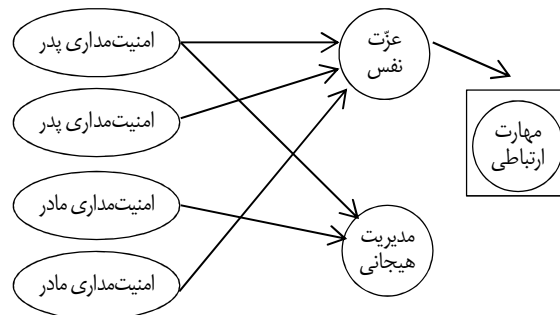 امنیت‌مداری پدر
امنیت‌مداری پدر
امنیت‌مداری مادر
امنیت‌مداری مادر
عزّت
نفس
مدیریت
هیجانی
مهارت
ارتباطی